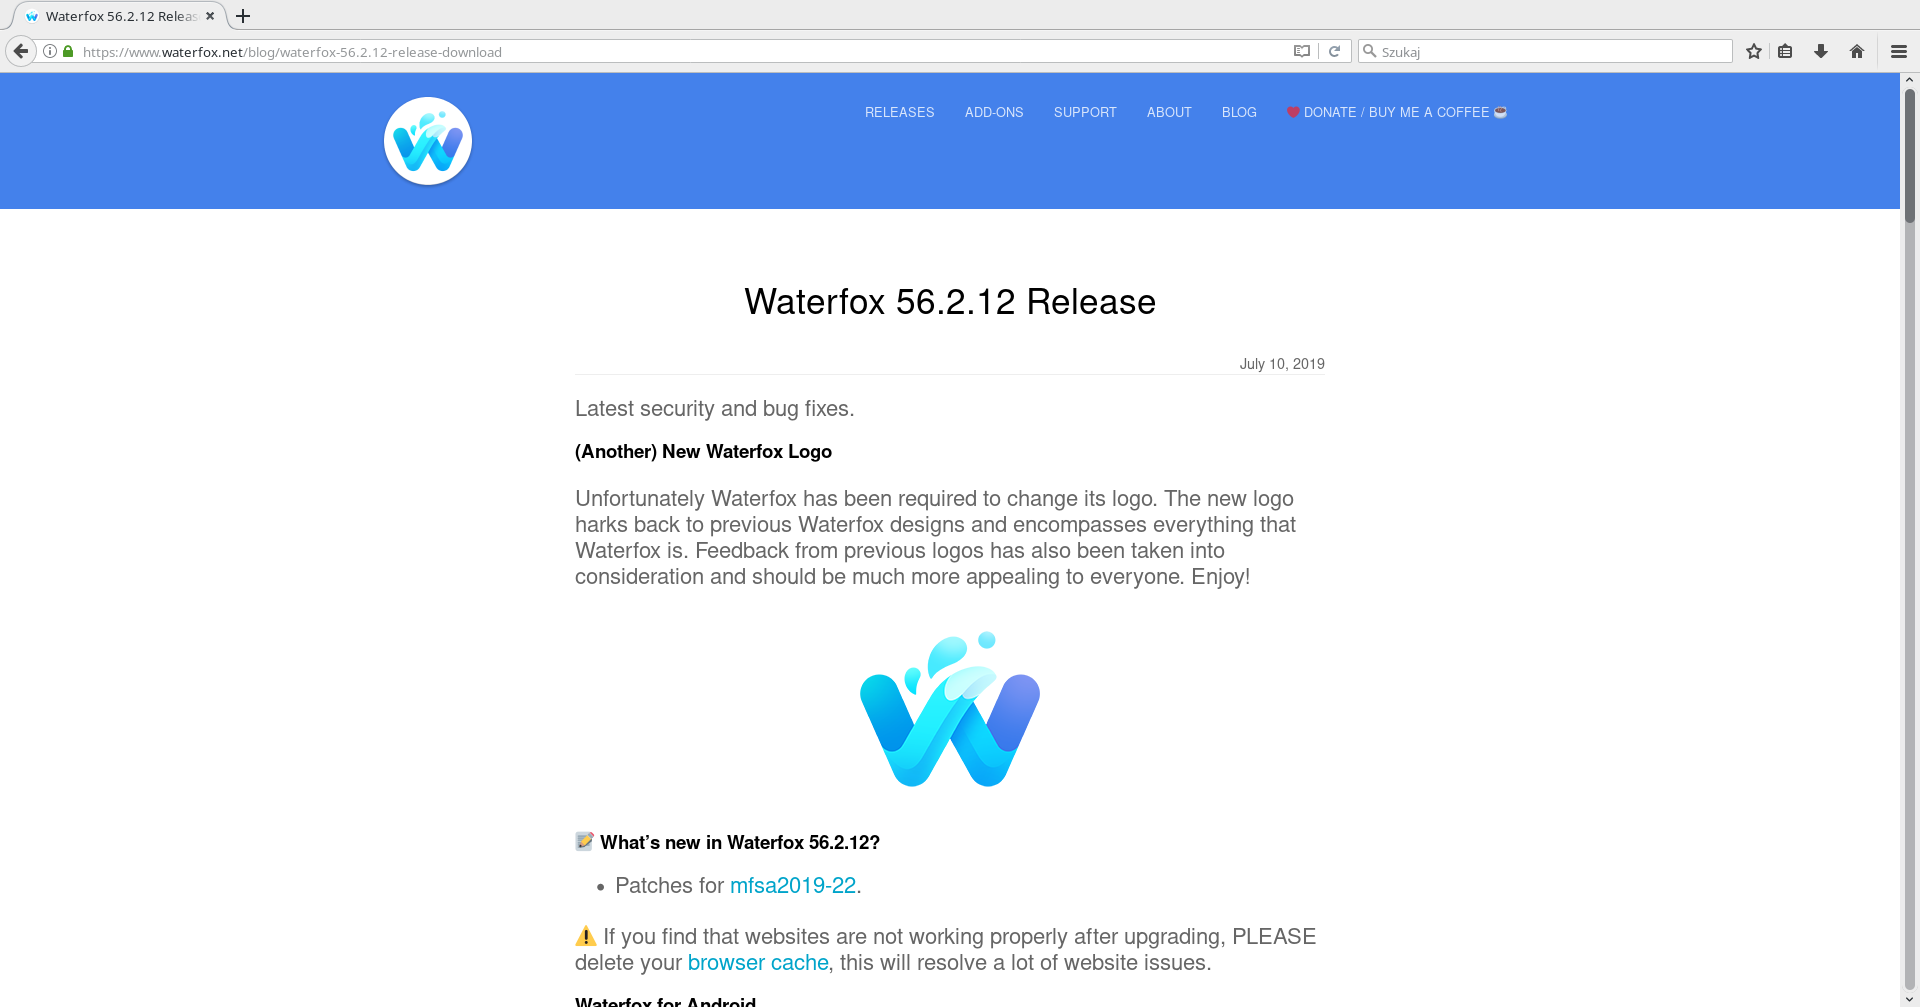 Waterfox 56.2.12 Releas
https://www.waterfox.net/blog/waterfox-56.2.12-release-download
Szukaj
RELEASES ADD-ONS SUPPORT ABOUT BLOG DONATE / BUY ME A COFFEE
Waterfox 56.2.12 Release
July 10, 2019
Latest security and bug fixes.
(Another) New Waterfox Logo
Unfortunately Waterfox has been required to change its logo. The new logo
harks back to previous Waterfox designs and encompasses everything that
Waterfox is. Feedback from previous logos has also been taken into
consideration and should be much more appealing to everyone. Enjoy!
What’s new in Waterfox 56.2.12?
• Patches for mfsa2019-22.
If you find that websites are not working properly after upgrading, PLEASE
delete your browser cache, this will resolve a lot of website issues.
Waterfox for Android